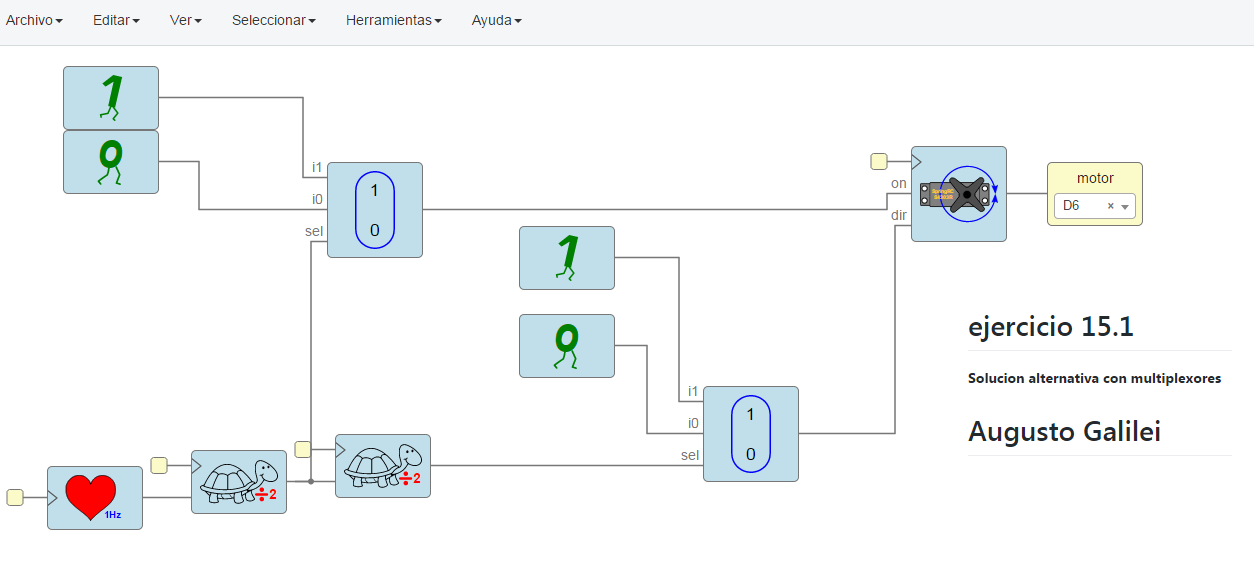 Archivo Editar Ver Seleccionar Herramientas Ayuda
1
0
i1
i0
sel
1
0
on
dir
motor
D6 ×
1
0
i1
i0
sel
1
0
ejercicio 15.1
Solucion alternativa con multiplexores
Augusto Galilei
1Hz
÷2
÷2